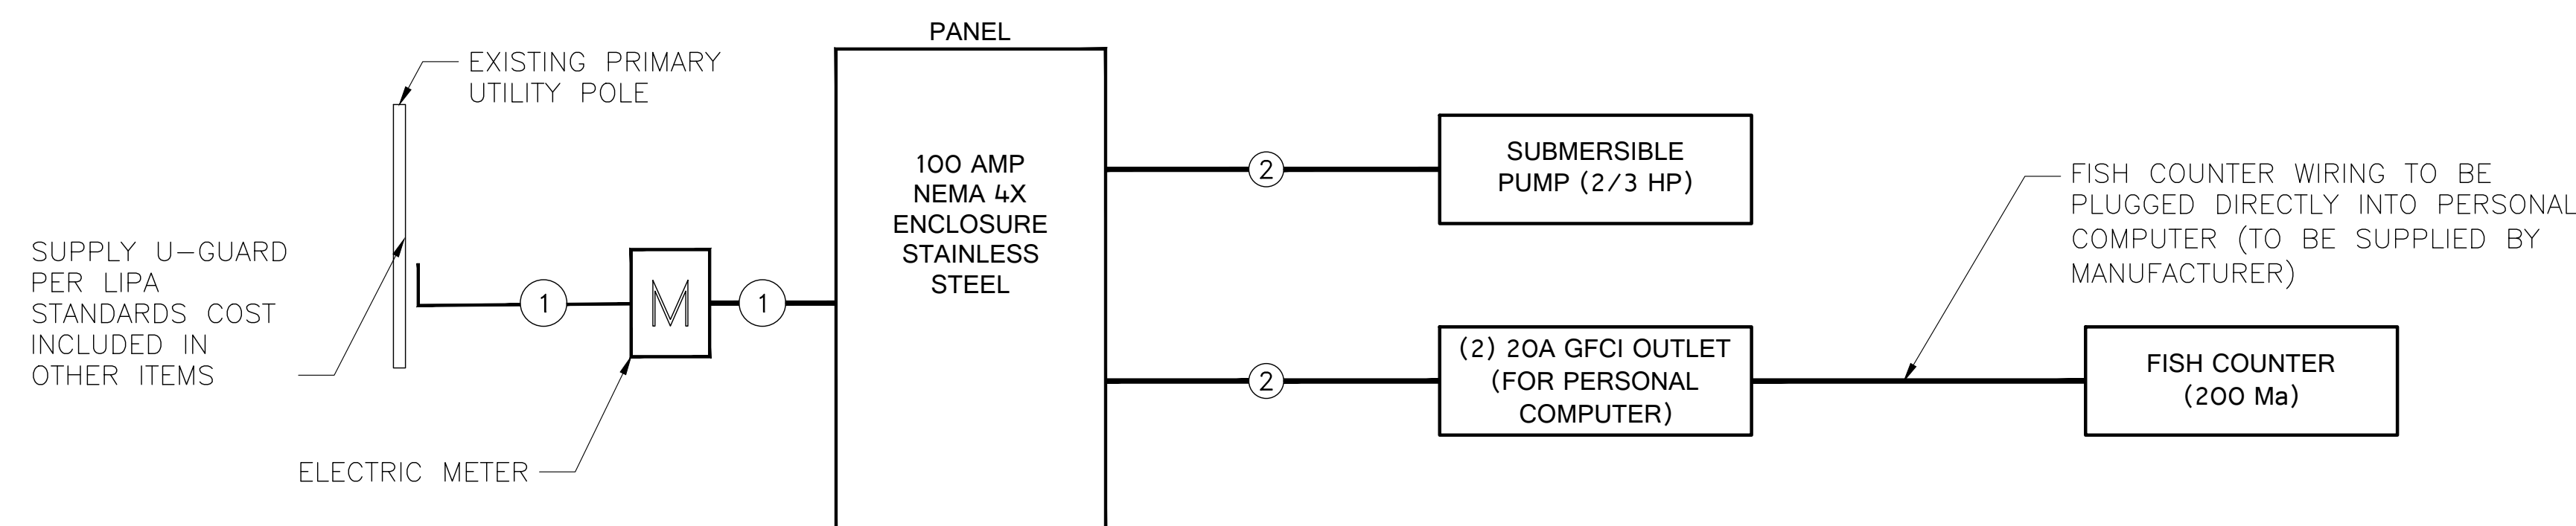 PANEL
EXISTING PRIMARY
UTILITY POLE
SUPPLY U-GUARD
PER LIPA
STANDARDS COST
INCLUDED IN
OTHER ITEMS
1
M
1
ELECTRIC METER
100 AMP
NEMA 4X
ENCLOSURE
STAINLESS
STEEL
2
SUBMERSIBLE
PUMP (2/3 HP)
2
(2) 20A GFCI OUTLET
(FOR PERSONAL
COMPUTER)
FISH COUNTER WIRING TO BE
PLUGGED DIRECTLY INTO PERSONAL
COMPUTER (TO BE SUPPLIED BY
MANUFACTURER)
FISH COUNTER
(200 Ma)